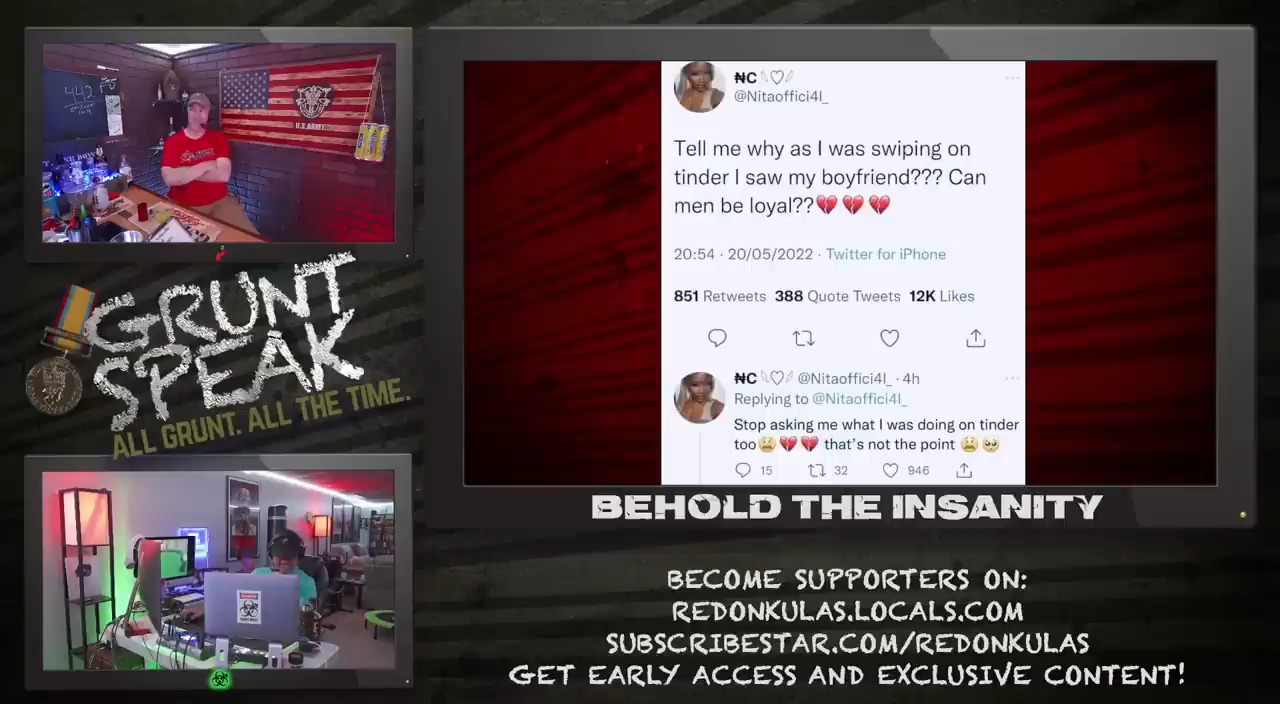 442
U.S. ARMY
GRUNT
SPEAK
ALL GRUNT. ALL THE TIME.
₦C
@Nitaoffici4l_
Tell me why as I was swiping on
tinder I saw my boyfriend??? Can
men be loyal??💔 💔 💔
20:54 · 20/05/2022 · Twitter for iPhone
851 Retweets 388 Quote Tweets 12K Likes
₦C @Nitaoffici4l_ · 4h
Replying to @Nitaoffici4l_
Stop asking me what I was doing on tinder
too😫💔💔 that's not the point 😫🥺
15 32 946
BEHOLD THE INSANITY
BECOME SUPPORTERS ON:
REDONKULAS.LOCALS.COM
SUBSCRIBESTAR.COM/REDONKULAS
GET EARLY ACCESS AND EXCLUSIVE CONTENT!